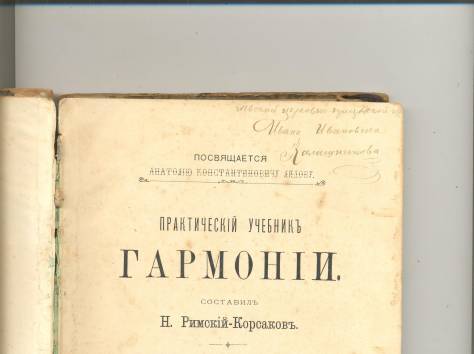 Ивана Ивановича
Калашникова
ПОСВЯЩАЕТСЯ
АНАТОЛІЮ КОНСТАНТИНОВИЧУ ЛЯДОВУ.
ПРАКТИЧЕСКІЙ УЧЕБНИКЪ
ГАРМОНІИ.
СОСТАВИЛЪ
Н. Римскій-Корсаковъ.